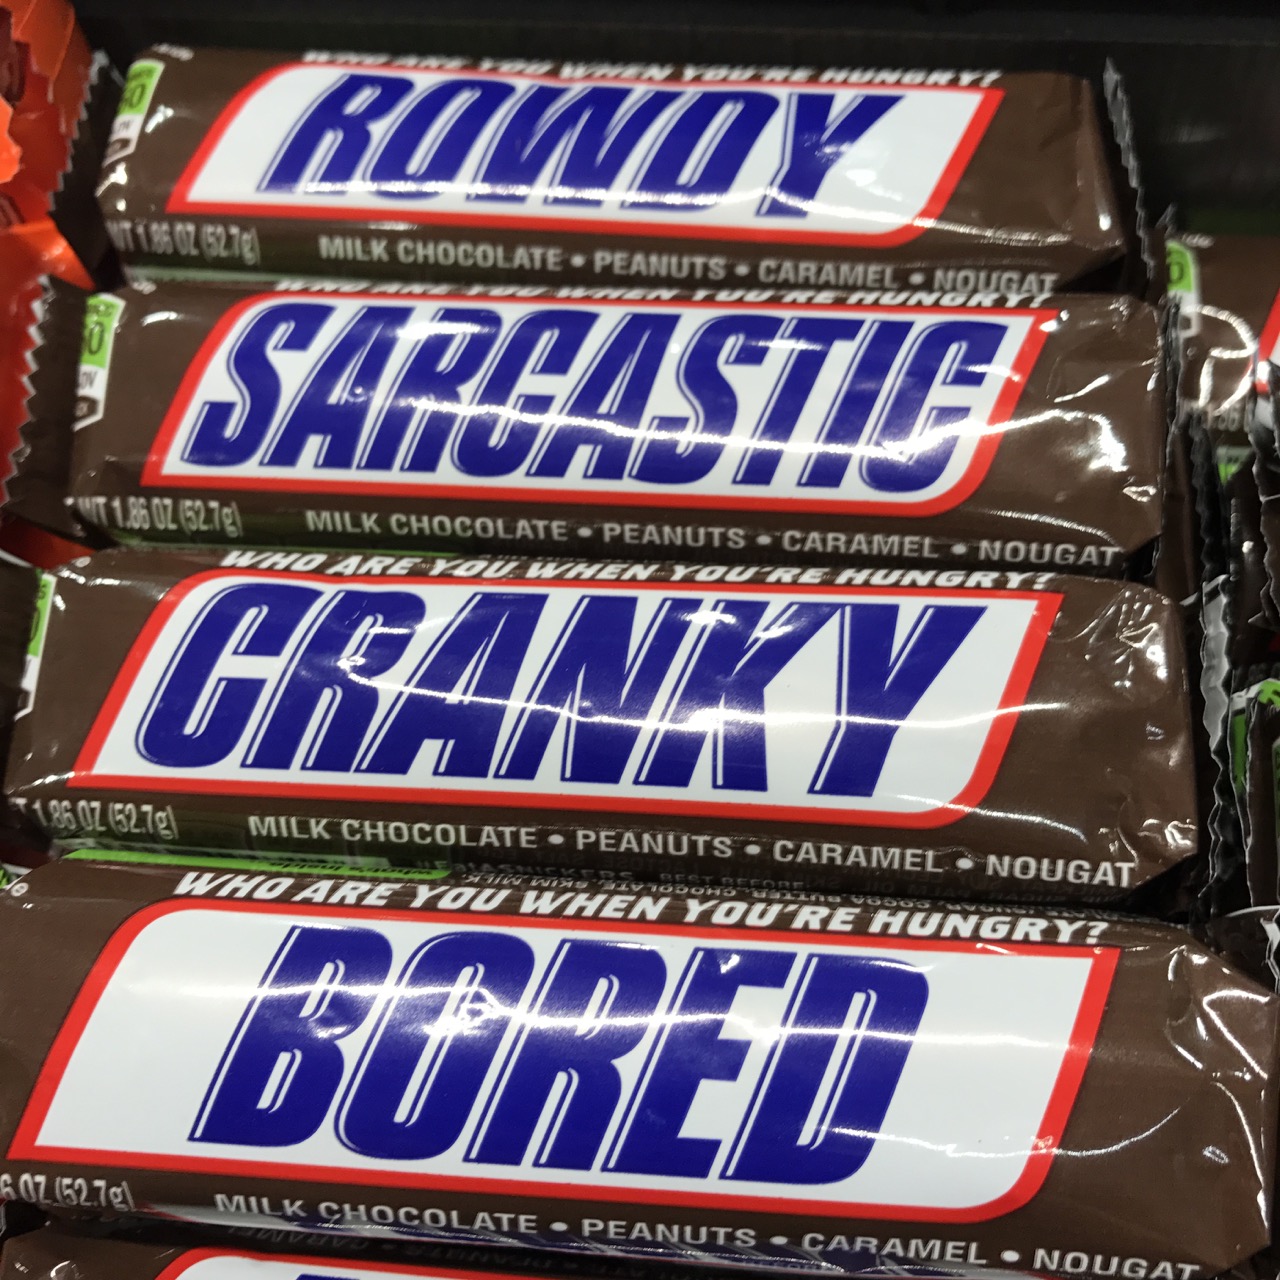 WHO ARE YOU WHEN YOU'RE HUNGRY?
ROWDY
WT 1.86 OZ (52.7g)
MILK CHOCOLATE • PEANUTS • CARAMEL • NOUGAT
WHO ARE YOU WHEN YOU'RE HUNGRY?
SARCASTIC
WT 1.86 OZ (52.7g)
MILK CHOCOLATE • PEANUTS • CARAMEL • NOUGAT
WHO ARE YOU WHEN YOU'RE HUNGRY?
CRANKY
1.86 OZ (52.7g)
MILK CHOCOLATE • PEANUTS • CARAMEL • NOUGAT
WHO ARE YOU WHEN YOU'RE HUNGRY?
BORED
6 OZ (52.7g)
MILK CHOCOLATE • PEANUTS • CARAMEL • NOUGAT